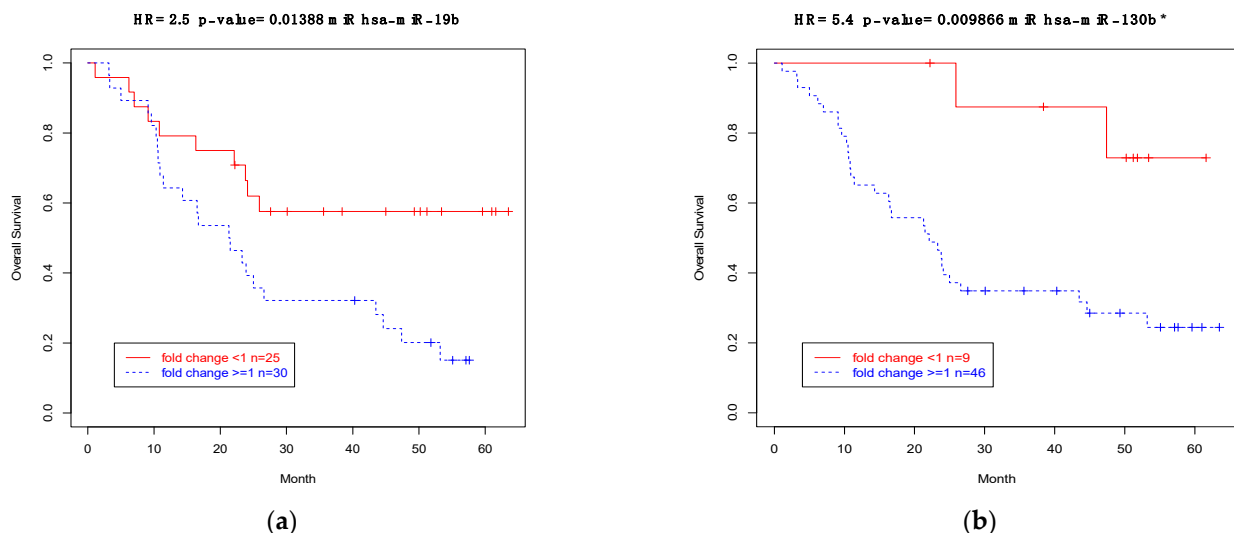 HR= 2.5 p-value= 0.01388 miR hsa-miR-19b
Overall Survival
1.0
0.8
0.6
0.4
0.2
0.0
fold change <1 n=25
fold change >=1 n=30
0 10 20 30 40 50 60
Month
(a)
HR= 5.4 p-value= 0.009866 miR hsa-miR-130b*
Overall Survival
1.0
0.8
0.6
0.4
0.2
0.0
fold change <1 n=9
fold change >=1 n=46
0 10 20 30 40 50 60
Month
(b)